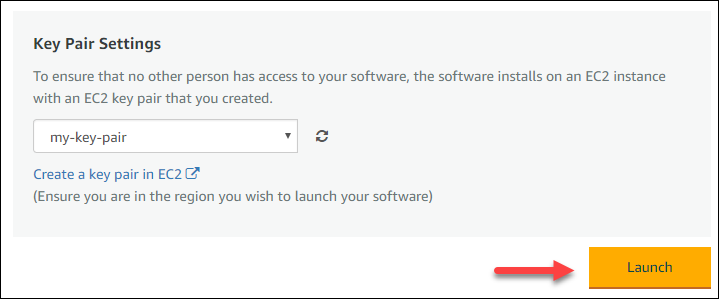 Key Pair Settings
To ensure that no other person has access to your software, the software installs on an EC2 instance
with an EC2 key pair that you created.
my-key-pair
Create a key pair in EC2
(Ensure you are in the region you wish to launch your software)
Launch